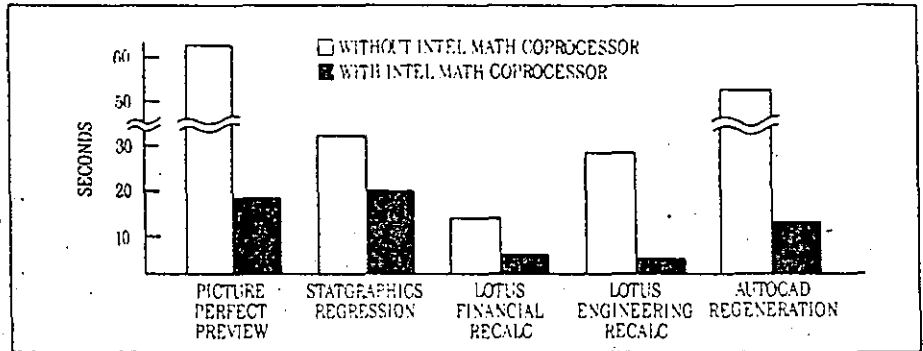 WITHOUT INTEL MATH COPROCESSOR
WITH INTEL MATH COPROCESSOR
SECONDS
60
50
30
20
10
PICTURE PERFECT PREVIEW
STATGRAPHICS REGRESSION
LOTUS FINANCIAL RECALC
LOTUS ENGINEERING RECALC
AUTOCAD REGENERATION